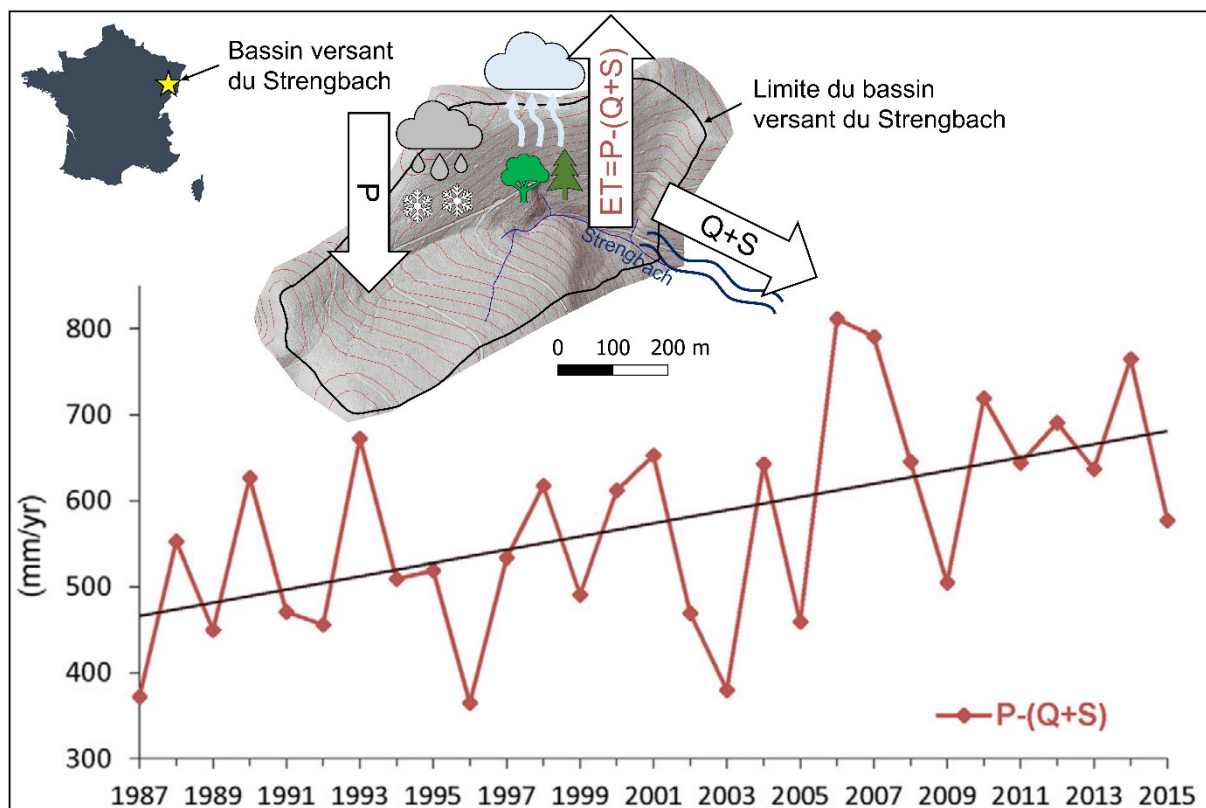 Bassin versant
du Strengbach
Limite du bassin
versant du Strengbach
P
ET=P-(Q+S)
Q+S
Strengbach
0 100 200 m
800
700
600
500
400
300
(mm/yr)
P-(Q+S)
1987 1989 1991 1993 1995 1997 1999 2001 2003 2005 2007 2009 2011 2013 2015